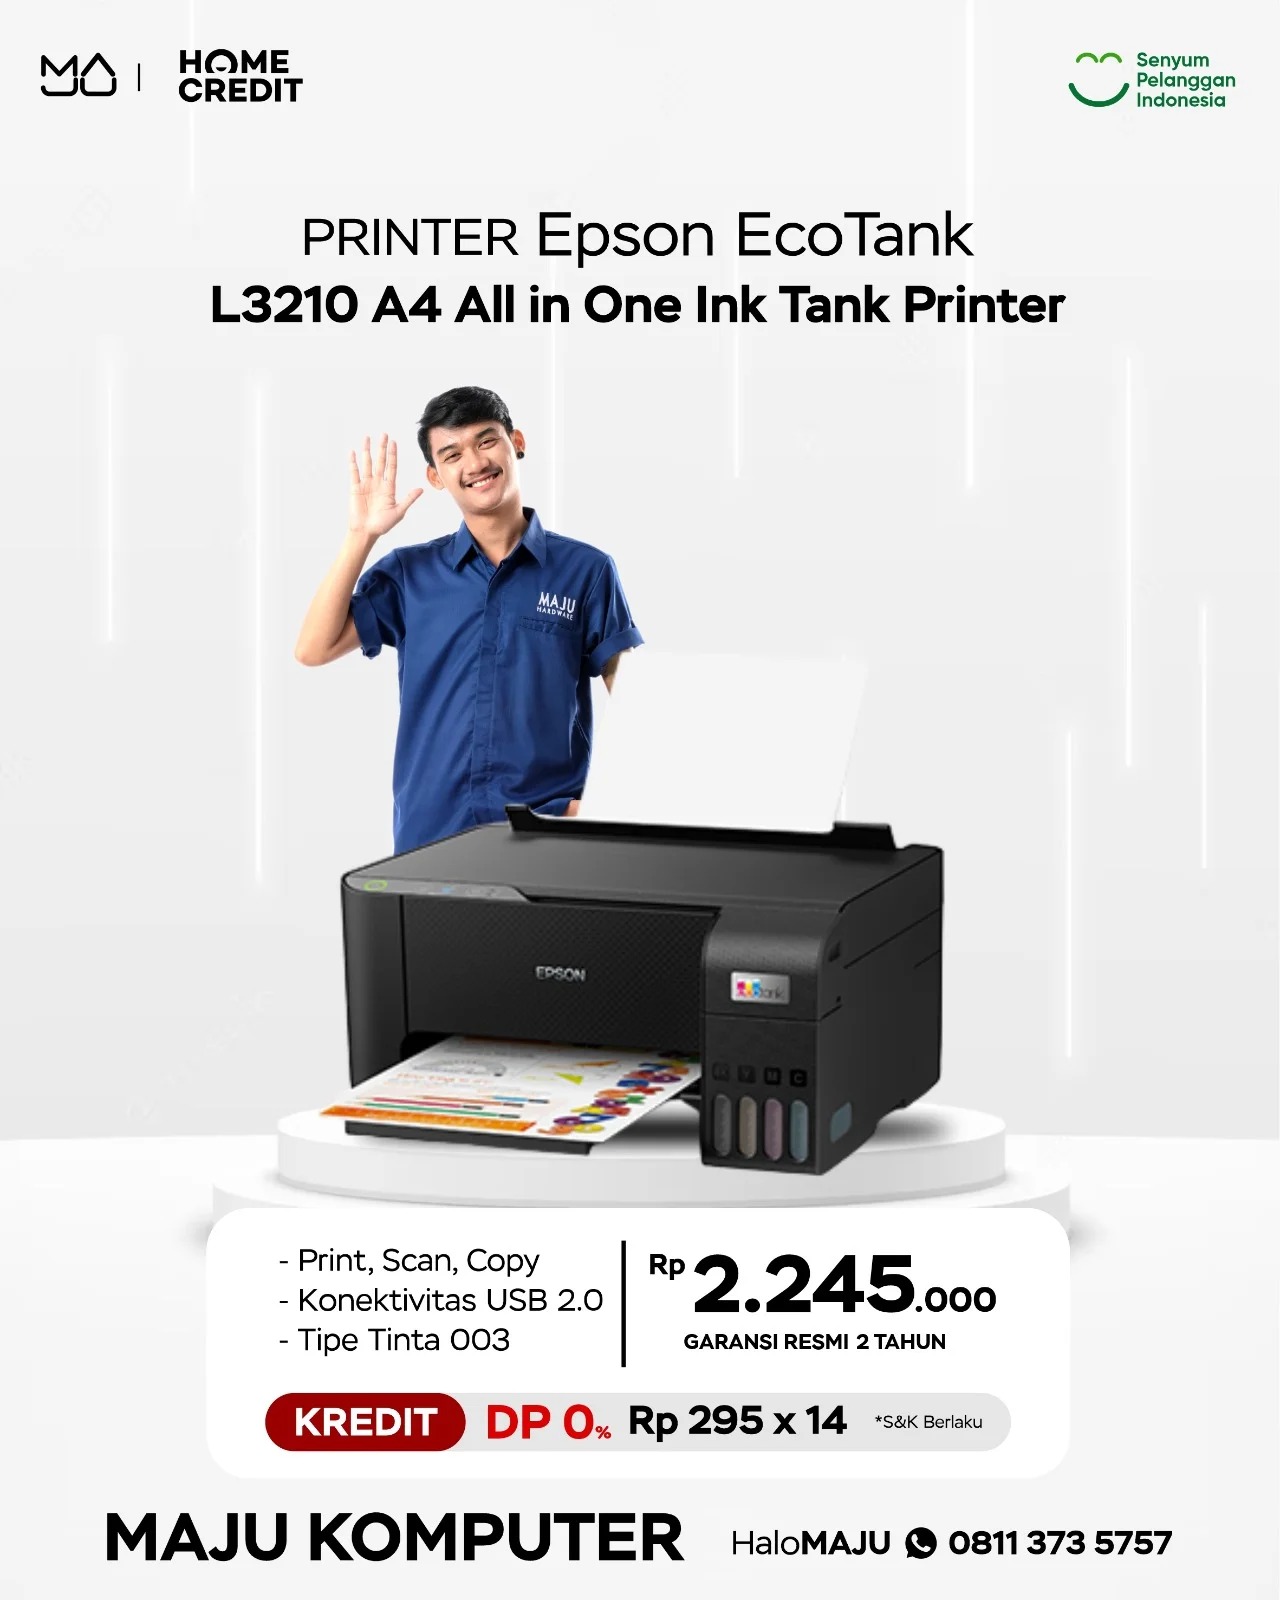 MAJU | HOME CREDIT
Senyum
Pelanggan
Indonesia
PRINTER Epson EcoTank
L3210 A4 All in One Ink Tank Printer
MAJU
HARDWARE
EPSON
EcoTank
Y M C
- Print, Scan, Copy
- Konektivitas USB 2.0
- Tipe Tinta 003
Rp 2.245.000
GARANSI RESMI 2 TAHUN
KREDIT DP 0% Rp 295 x 14 *S&K Berlaku
MAJU KOMPUTER
HaloMAJU 0811 373 5757